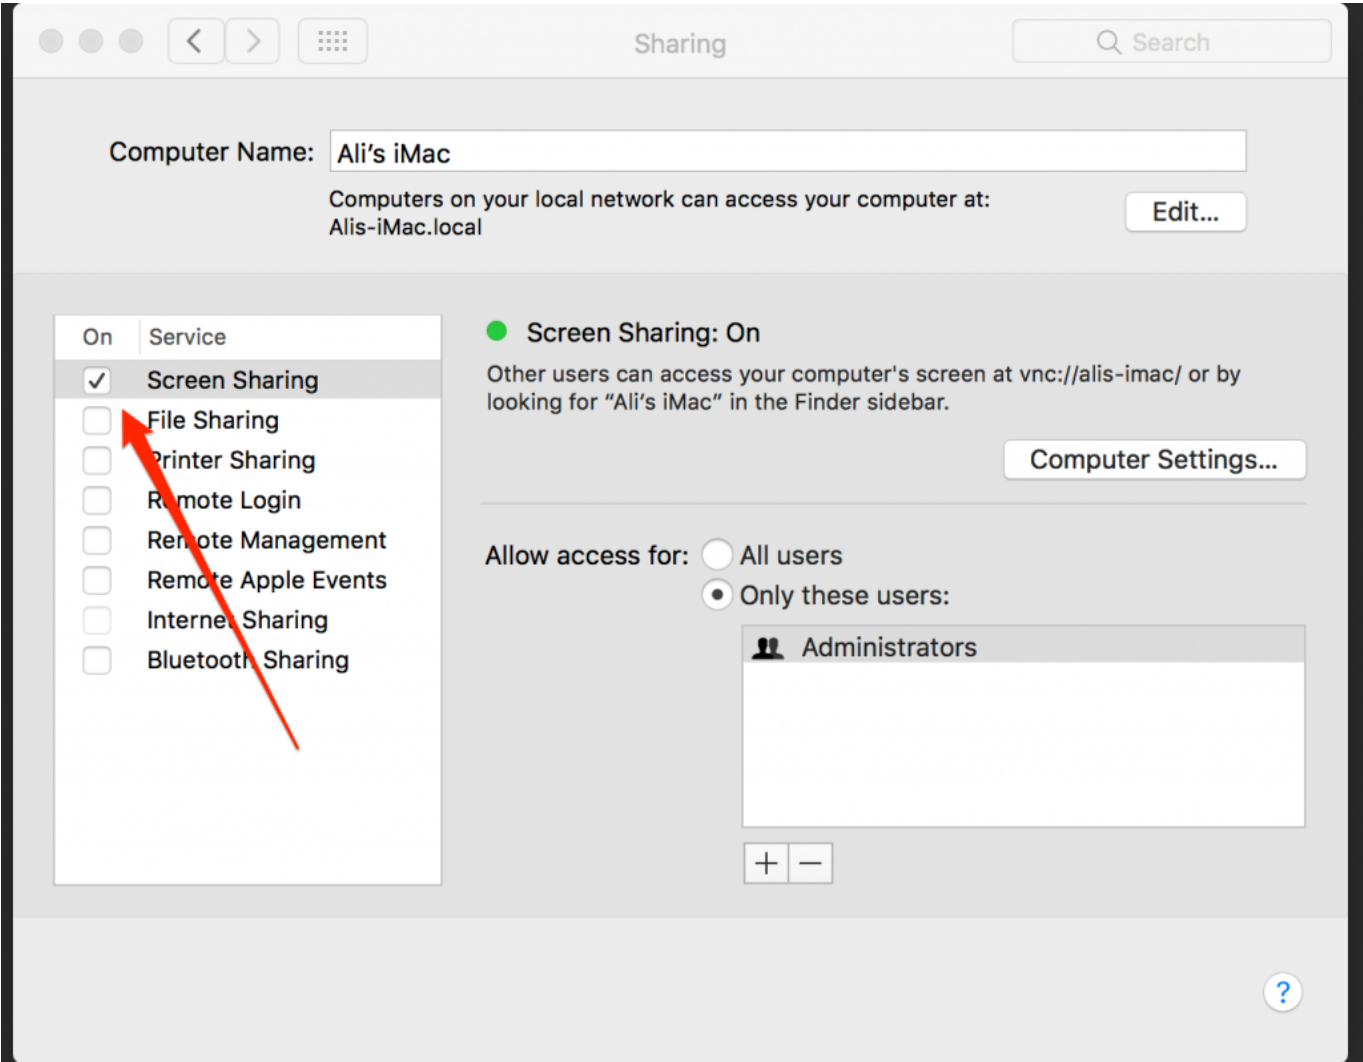 Sharing
Search
Computer Name: Ali’s iMac
Computers on your local network can access your computer at:
Alis-iMac.local
Edit...
On Service
Screen Sharing
File Sharing
Printer Sharing
Remote Login
Remote Management
Remote Apple Events
Internet Sharing
Bluetooth Sharing
Screen Sharing: On
Other users can access your computer's screen at vnc://alis-imac/ or by
looking for “Ali’s iMac” in the Finder sidebar.
Computer Settings...
Allow access for: All users
Only these users:
Administrators
+ −
?